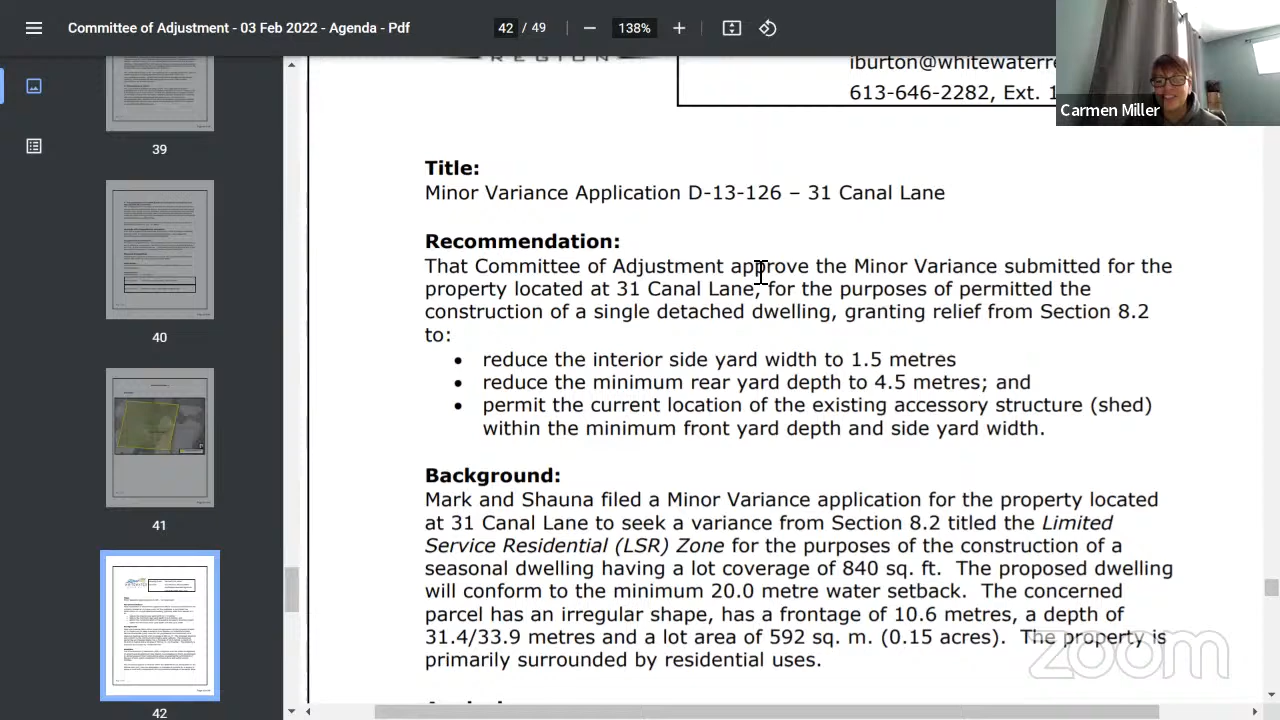 Committee of Adjustment - 03 Feb 2022 - Agenda - Pdf
42 / 49
138%
Carmen Miller
39
40
41
42
REGION
iburton@whitewaterre
613-646-2282, Ext. 1
Title:
Minor Variance Application D-13-126 – 31 Canal Lane
Recommendation:
That Committee of Adjustment approve the Minor Variance submitted for the
property located at 31 Canal Lane, for the purposes of permitted the
construction of a single detached dwelling, granting relief from Section 8.2
to:
• reduce the interior side yard width to 1.5 metres
• reduce the minimum rear yard depth to 4.5 metres; and
• permit the current location of the existing accessory structure (shed)
within the minimum front yard depth and side yard width.
Background:
Mark and Shauna filed a Minor Variance application for the property located
at 31 Canal Lane to seek a variance from Section 8.2 titled the Limited
Service Residential (LSR) Zone for the purposes of the construction of a
seasonal dwelling having a lot coverage of 840 sq. ft. The proposed dwelling
will conform to the minimum 20.0 metre water setback. The concerned
parcel has an irregular shape, has a frontage of 10.6 metres, a depth of
31.4/33.9 metres and a lot area of 592 sq. m. (0.15 acres). The property is
primarily surrounded by residential uses.
zoom